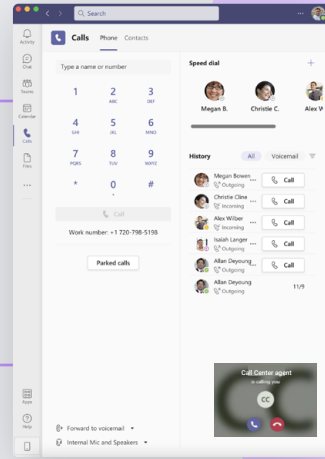 Search
Activity
Chat
Teams
Calendar
Calls
Files
Apps
Help
Calls
Phone
Contacts
Type a name or number
1
2
ABC
3
DEF
4
GHI
5
JKL
6
MNO
7
PQRS
8
TUV
9
WXYZ
*
0
+
#
Call
Work number: +1 720-798-5198
Parked calls
Forward to voicemail
Internal Mic and Speakers
Speed dial
Megan B.
Christie C.
Alex W
History
All
Voicemail
Megan Bowen...
Outgoing
Call
Christie Cline
Incoming
Call
Alex Wilber
Incoming
Call
Isaiah Langer
Outgoing
Call
Allan Deyoung...
Outgoing
Call
Allan Deyoung
Outgoing
11/9
Call Center agent
is calling you
CC